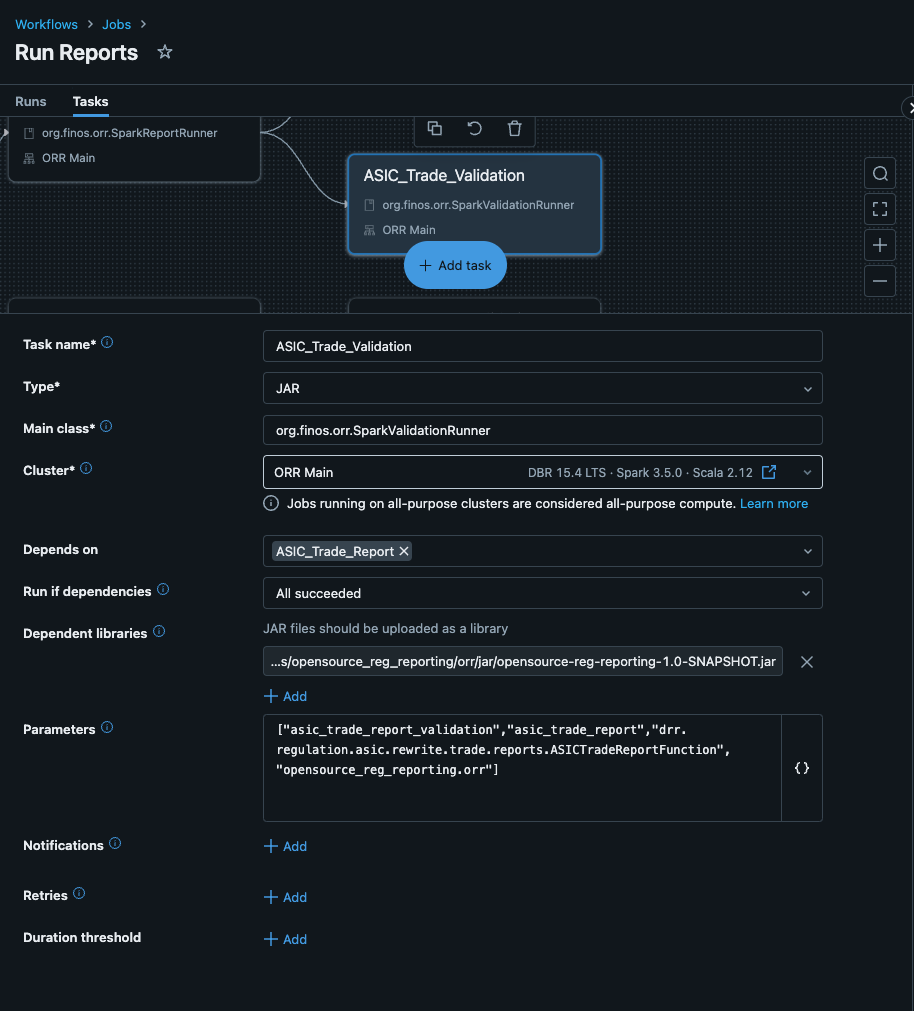 Workflows > Jobs >
Run Reports
Runs Tasks
org.finos.orr.SparkReportRunner
ORR Main
ASIC_Trade_Validation
org.finos.orr.SparkValidationRunner
ORR Main
+ Add task
Task name*
ASIC_Trade_Validation
Type*
JAR
Main class*
org.finos.orr.SparkValidationRunner
Cluster*
ORR Main DBR 15.4 LTS · Spark 3.5.0 · Scala 2.12
Jobs running on all-purpose clusters are considered all-purpose compute. Learn more
Depends on
ASIC_Trade_Report
Run if dependencies
All succeeded
Dependent libraries
JAR files should be uploaded as a library
...s/opensource_reg_reporting/orr/jar/opensource-reg-reporting-1.0-SNAPSHOT.jar
+ Add
Parameters
["asic_trade_report_validation","asic_trade_report","drr.
regulation.asic.rewrite.trade.reports.ASICTradeReportFunction",
"opensource_reg_reporting.orr"]
{}
Notifications
+ Add
Retries
+ Add
Duration threshold
+ Add